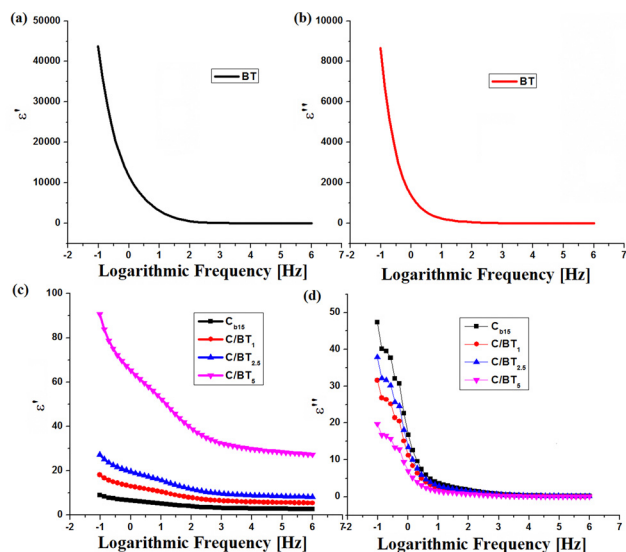 (a)
50000
40000
30000
20000
10000
0
ε'
BT
-2 -1 0 1 2 3 4 5 6 7
Logarithmic Frequency [Hz]
(b)
10000
8000
6000
4000
2000
0
ε''
BT
-2 -1 0 1 2 3 4 5 6 7
Logarithmic Frequency [Hz]
(c)
100
80
60
40
20
0
ε'
Cb15
C/BT1
C/BT2.5
C/BT5
-2 -1 0 1 2 3 4 5 6 7
Logarithmic Frequency [Hz]
(d)
50
40
30
20
10
0
ε''
Cb15
C/BT1
C/BT2.5
C/BT5
-2 -1 0 1 2 3 4 5 6 7
Logarithmic Frequency [Hz]